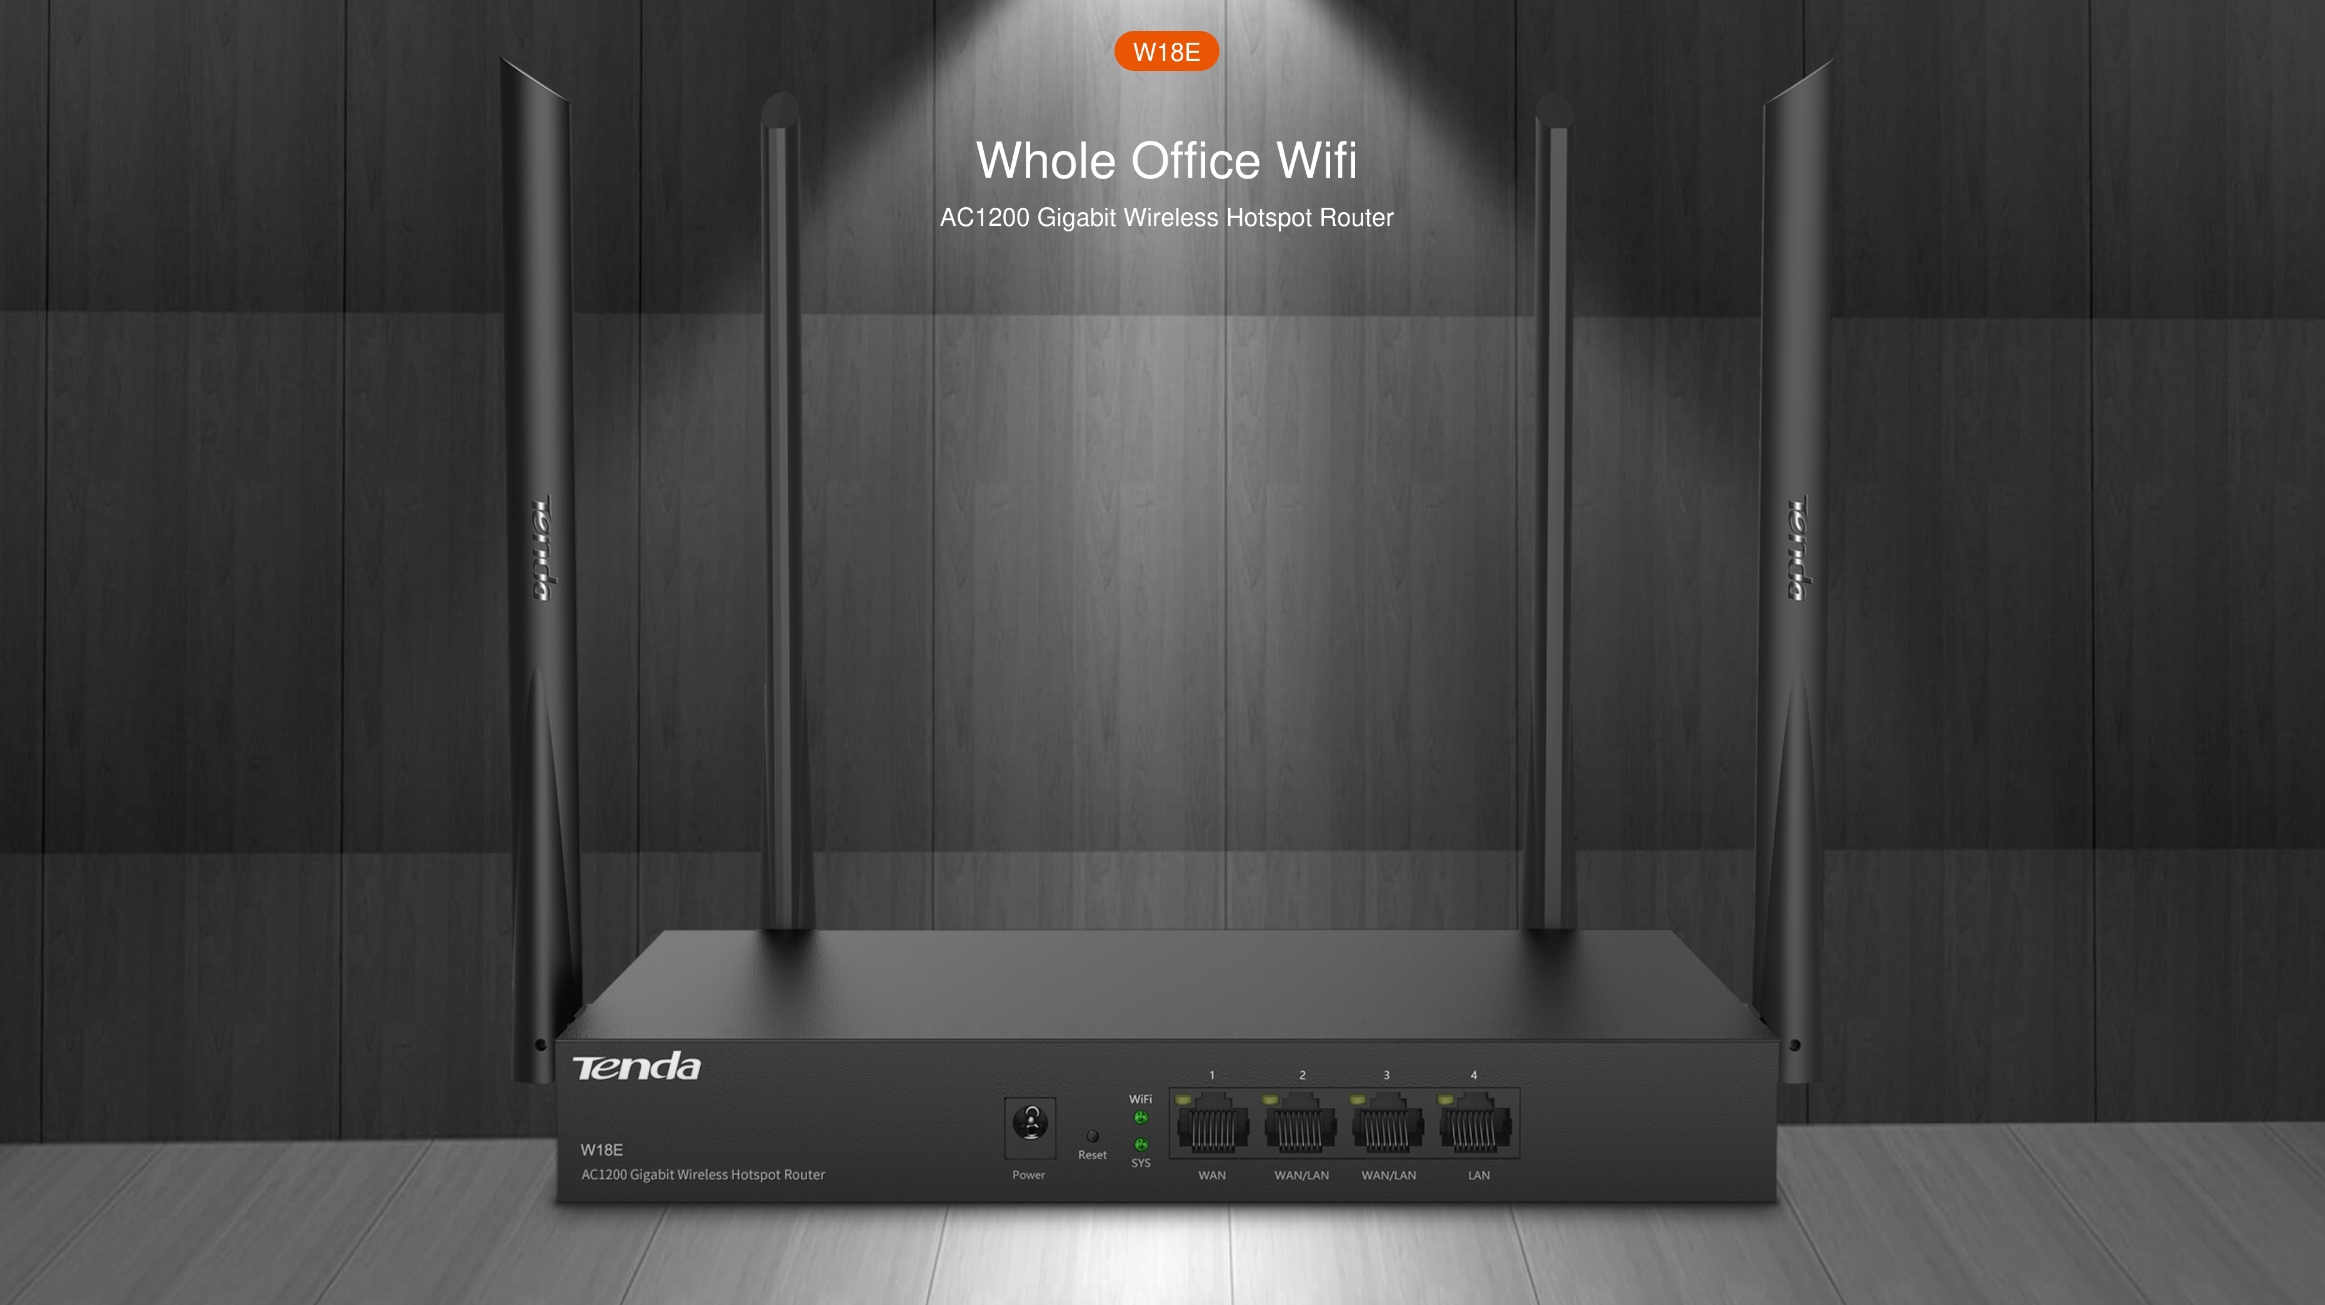 W18E
Whole Office Wifi
AC1200 Gigabit Wireless Hotspot Router
Tenda
Tenda
Tenda
W18E
AC1200 Gigabit Wireless Hotspot Router
Power
Reset
WiFi
SYS
1 2 3 4
WAN WAN/LAN WAN/LAN LAN